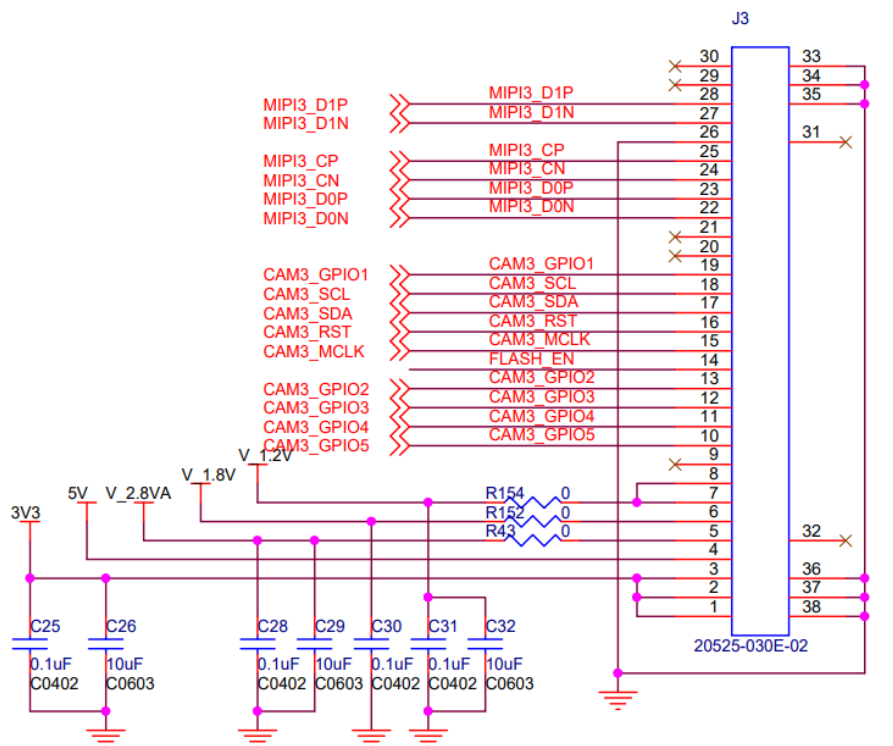 J3
30 33
29 34
MIPI3_D1P MIPI3_D1P 28 35
MIPI3_D1N MIPI3_D1N 27
26 31
MIPI3_CP MIPI3_CP 25
MIPI3_CN MIPI3_CN 24
MIPI3_D0P MIPI3_D0P 23
MIPI3_D0N MIPI3_D0N 22
21
20
CAM3_GPIO1 CAM3_GPIO1 19
CAM3_SCL CAM3_SCL 18
CAM3_SDA CAM3_SDA 17
CAM3_RST CAM3_RST 16
CAM3_MCLK CAM3_MCLK 15
FLASH_EN 14
CAM3_GPIO2 CAM3_GPIO2 13
CAM3_GPIO3 CAM3_GPIO3 12
CAM3_GPIO4 CAM3_GPIO4 11
CAM3_GPIO5 CAM3_GPIO5 10
V_1.2V 9
V_1.8V 8
5V V_2.8VA R154 0 7
3V3 R152 0 6
R43 0 5 32
4
3 36
2 37
1 38
C25 C26 C28 C29 C30 C31 C32
20525-030E-02
0.1uF 10uF 0.1uF 10uF 0.1uF 0.1uF 10uF
C0402 C0603 C0402 C0603 C0402 C0402 C0603